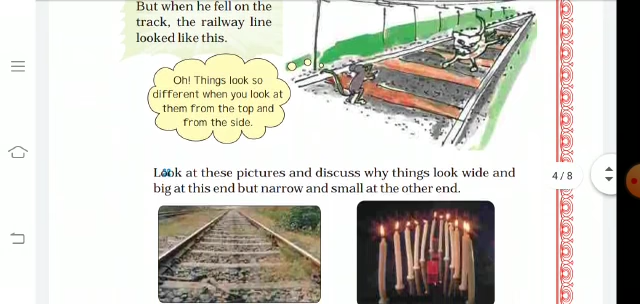 But when he fell on the
track, the railway line
looked like this.
Oh! Things look so
different when you look at
them from the top and
from the side.
Look at these pictures and discuss why things look wide and
big at this end but narrow and small at the other end.
4 / 8